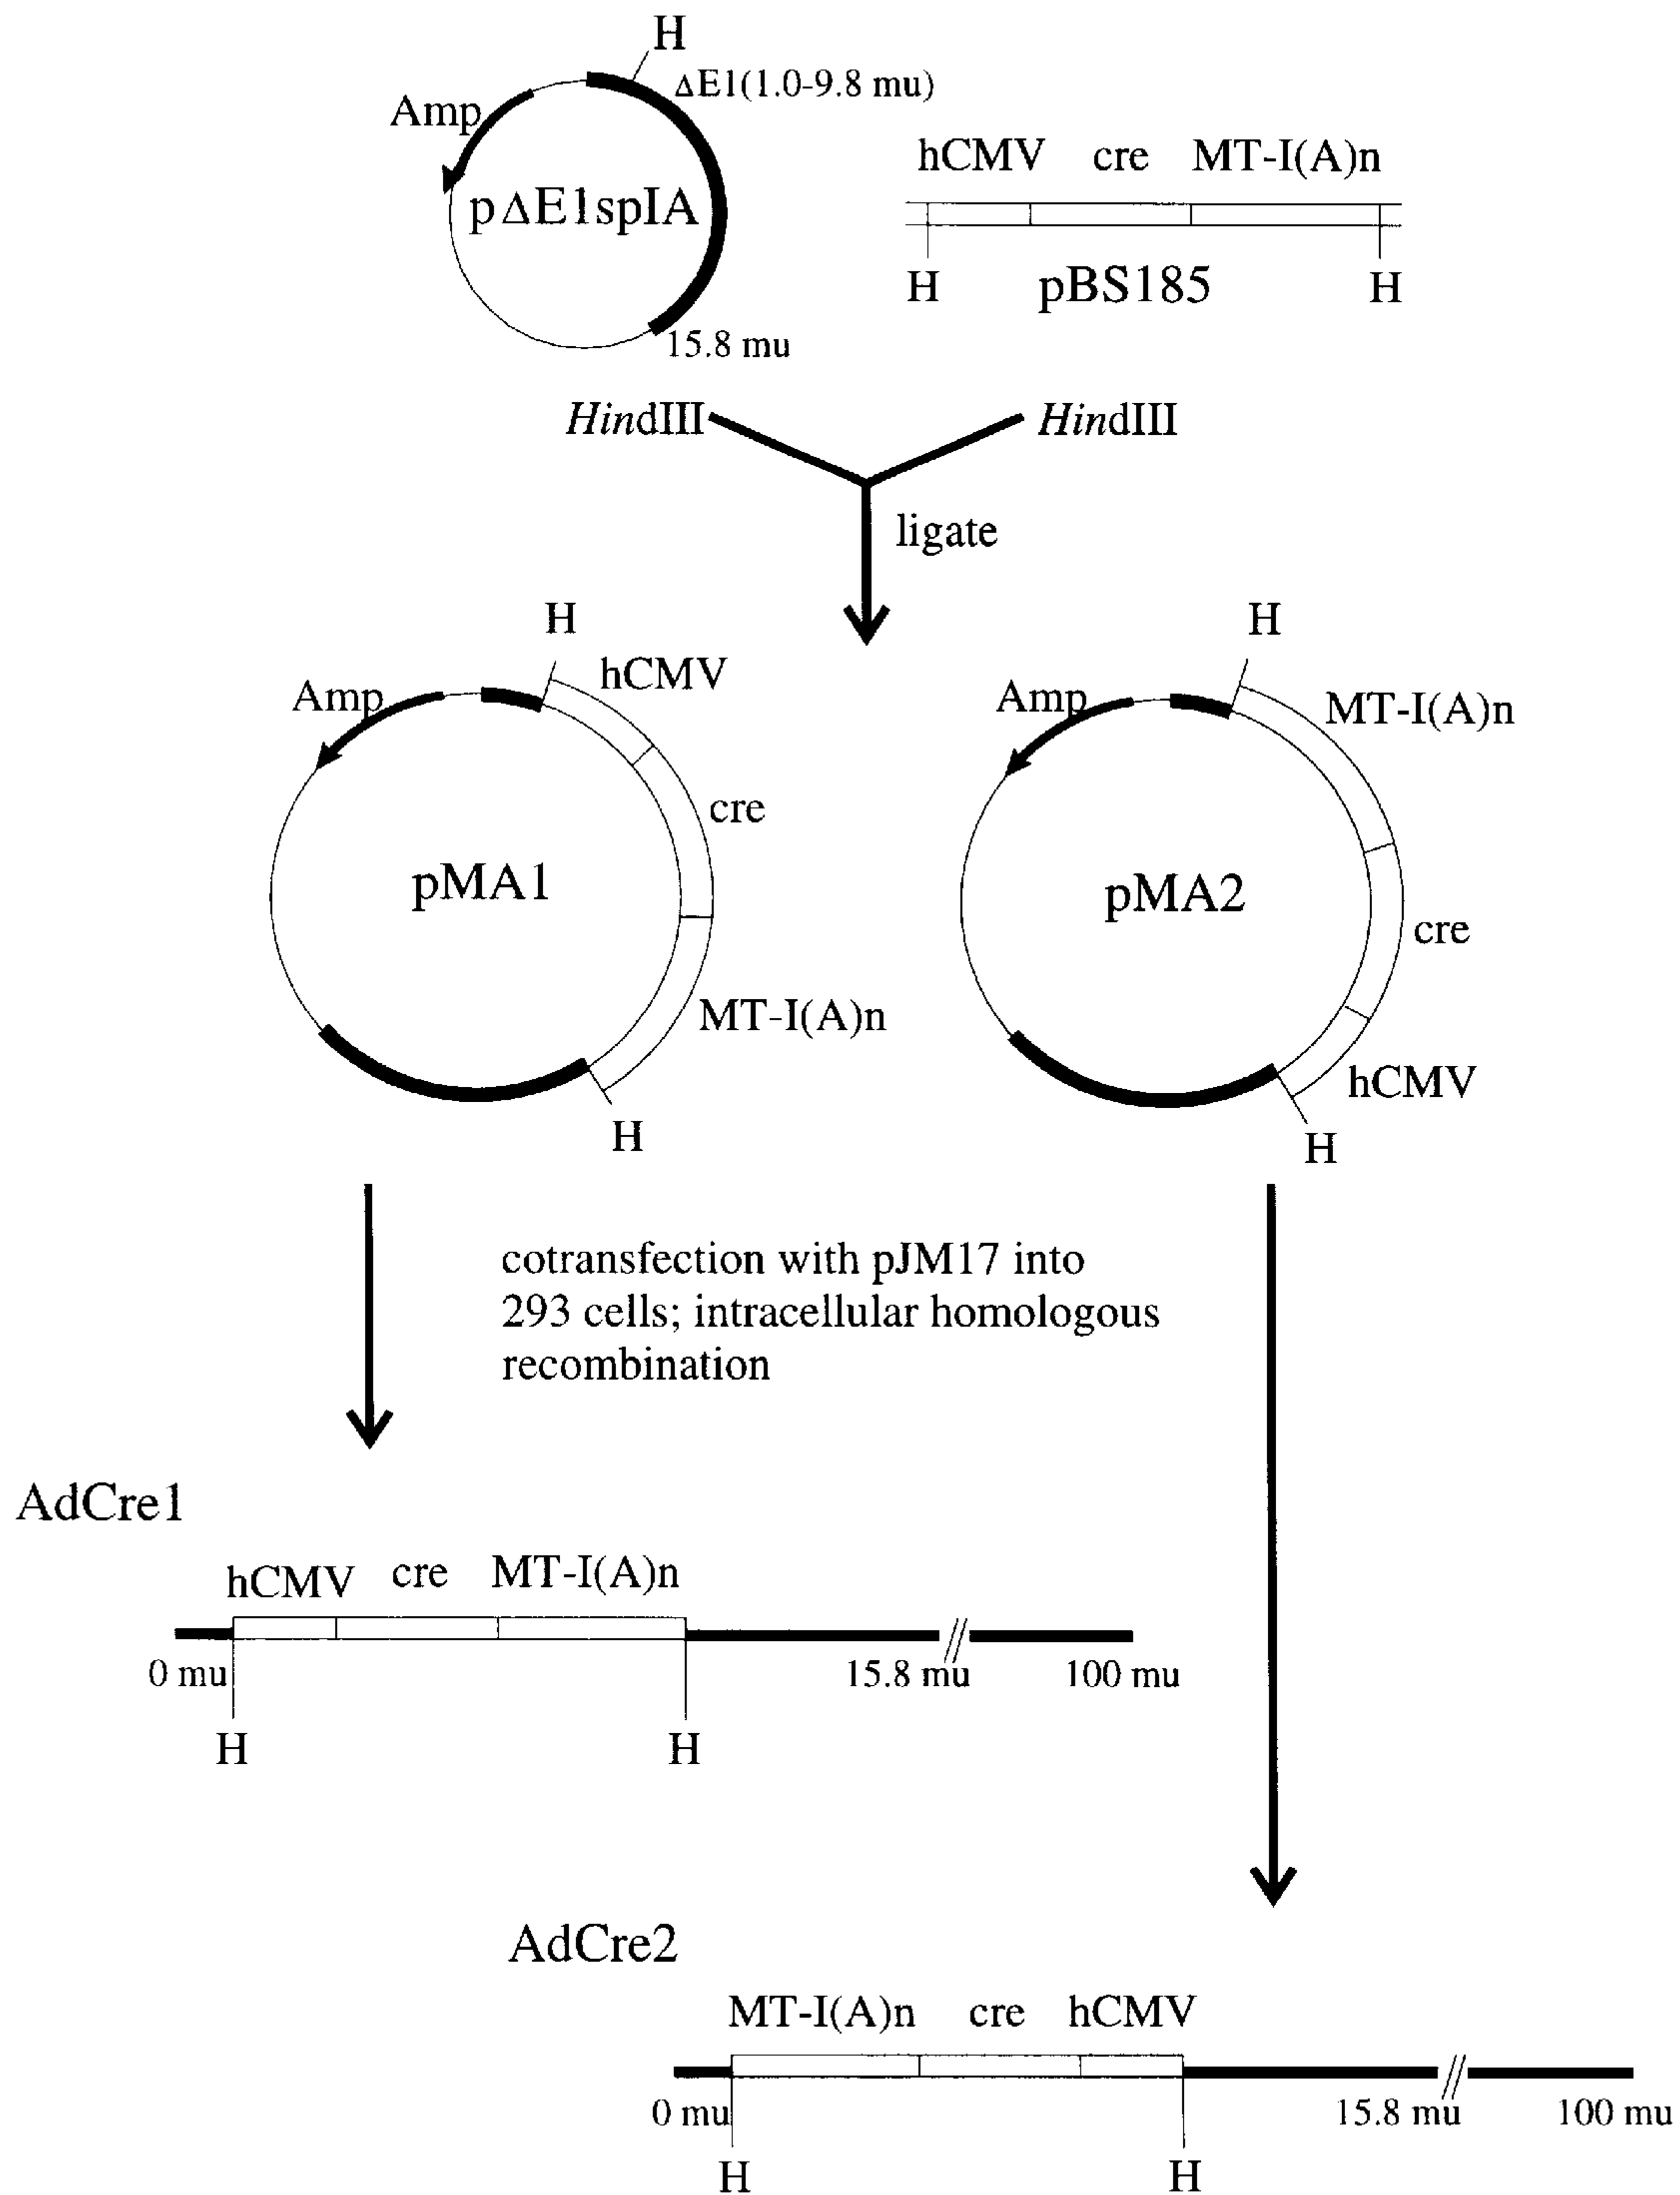 H
ΔE1(1.0-9.8 mu)
Amp
pΔE1spIA
15.8 mu
hCMV cre MT-I(A)n
H H
pBS185
HindIII HindIII
ligate
H
hCMV
Amp
cre
pMA1
MT-I(A)n
H
H
MT-I(A)n
Amp
pMA2
cre
hCMV
H
cotransfection with pJM17 into
293 cells; intracellular homologous
recombination
AdCre1
hCMV cre MT-I(A)n
0 mu 15.8 mu 100 mu
H H
AdCre2
MT-I(A)n cre hCMV
0 mu 15.8 mu 100 mu
H H